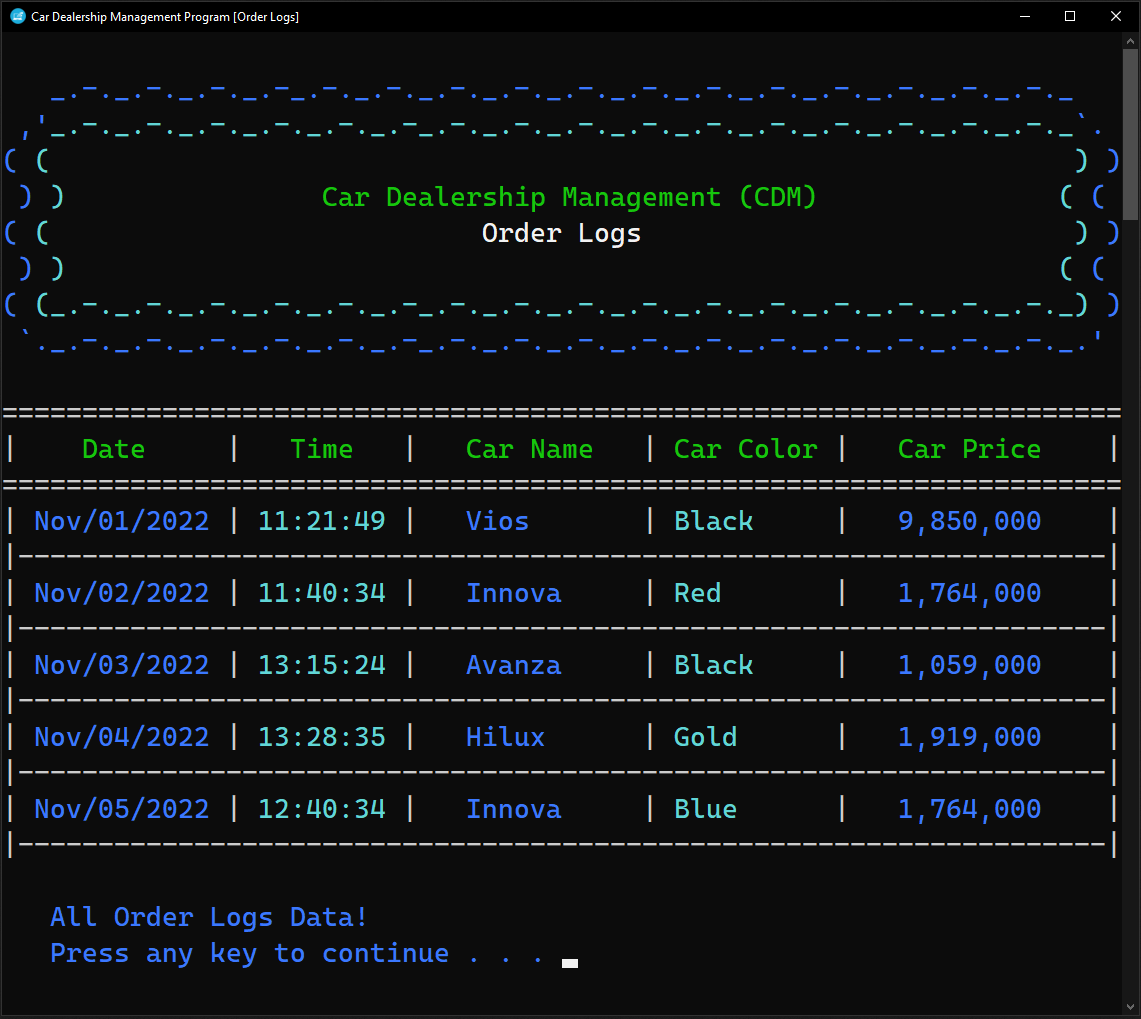 Car Dealership Management Program [Order Logs]
Car Dealership Management (CDM)
Order Logs
| Date | Time | Car Name | Car Color | Car Price |
| Nov/01/2022 | 11:21:49 | Vios | Black | 9,850,000 |
| Nov/02/2022 | 11:40:34 | Innova | Red | 1,764,000 |
| Nov/03/2022 | 13:15:24 | Avanza | Black | 1,059,000 |
| Nov/04/2022 | 13:28:35 | Hilux | Gold | 1,919,000 |
| Nov/05/2022 | 12:40:34 | Innova | Blue | 1,764,000 |
All Order Logs Data!
Press any key to continue . . .